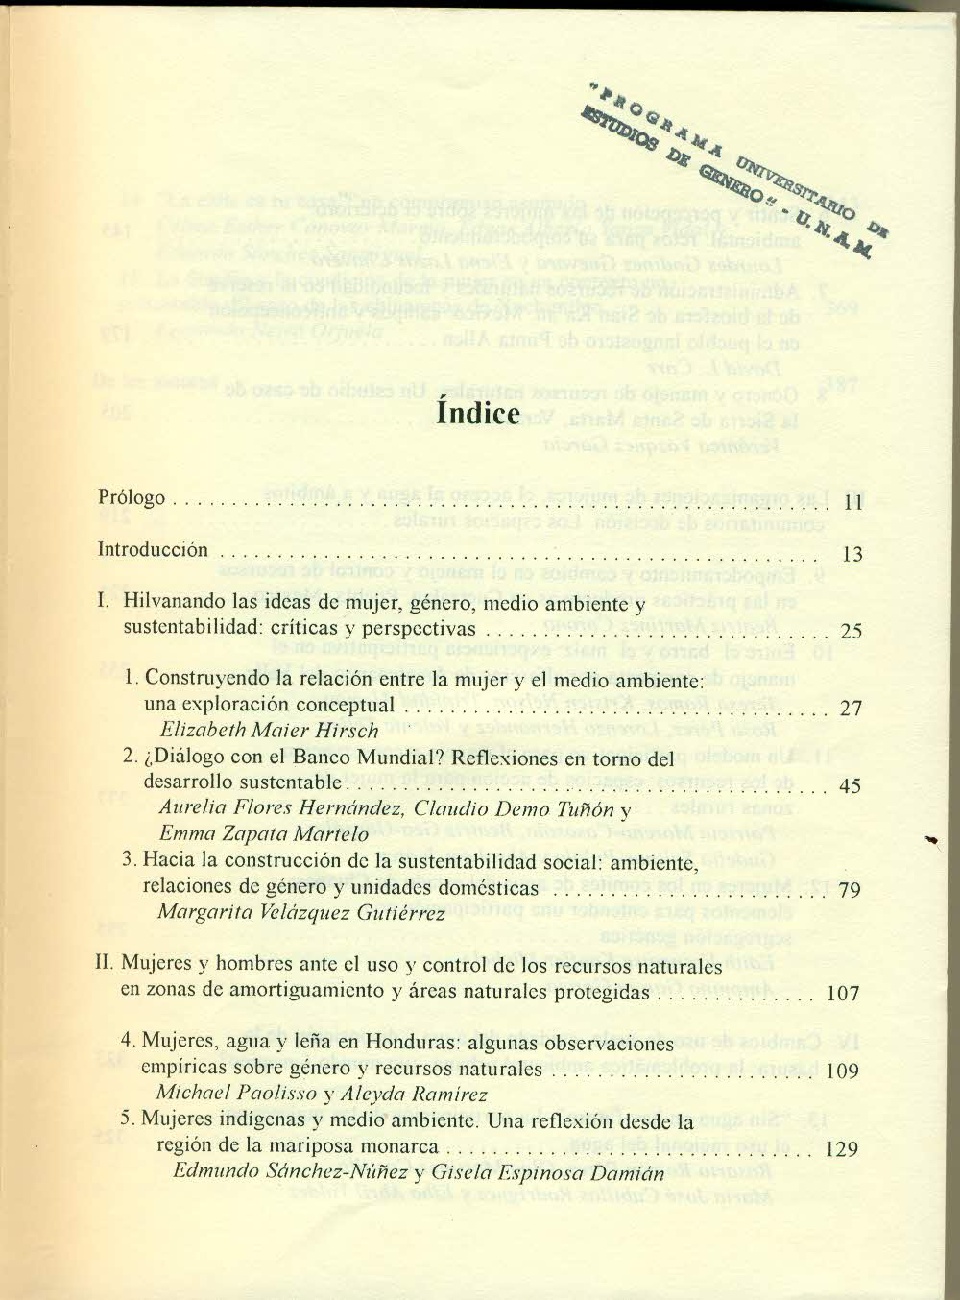 "PROGRAMA UNIVERSITARIO DE
ESTUDIOS DE GENERO" - U.N.A.M.
Índice
Prólogo . . . . . . . . . . . . . . . . . . . . . . . . . . . . . . 11
Introducción . . . . . . . . . . . . . . . . . . . . . . . . . . . . . . 13
I. Hilvanando las ideas de mujer, género, medio ambiente y
sustentabilidad: críticas y perspectivas . . . . . . . . . . . . . . . . . . . . 25
1. Construyendo la relación entre la mujer y el medio ambiente:
una exploración conceptual . . . . . . . . . . . . . . . . . . . . 27
Elizabeth Maier Hirsch
2. ¿Diálogo con el Banco Mundial? Reflexiones en torno del
desarrollo sustentable . . . . . . . . . . . . . . . . . . . . 45
Aurelia Flores Hernández, Claudio Demo Tuñón y
Emma Zapata Martelo
3. Hacia la construcción de la sustentabilidad social: ambiente,
relaciones de género y unidades domésticas . . . . . . . . . . . . . . . . . . . . 79
Margarita Velázquez Gutiérrez
II. Mujeres y hombres ante el uso y control de los recursos naturales
en zonas de amortiguamiento y áreas naturales protegidas . . . . . . . . . . 107
4. Mujeres, agua y leña en Honduras: algunas observaciones
empíricas sobre género y recursos naturales . . . . . . . . . . . . . . . . . . . . 109
Michael Paolisso y Aleyda Ramírez
5. Mujeres indígenas y medio ambiente. Una reflexión desde la
región de la mariposa monarca . . . . . . . . . . . . . . . . . . . . 129
Edmundo Sánchez-Núñez y Gisela Espinosa Damián